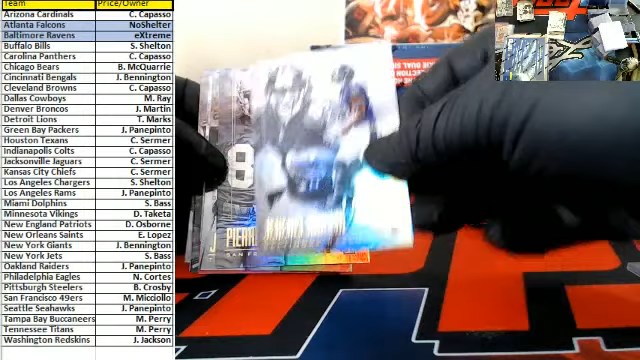 Team Price/Owner
Arizona Cardinals C. Capasso
Atlanta Falcons NoShelter
Baltimore Ravens eXtreme
Buffalo Bills S. Shelton
Carolina Panthers C. Capasso
Chicago Bears B. McQuarrie
Cincinnati Bengals J. Bennington
Cleveland Browns C. Capasso
Dallas Cowboys M. Ray
Denver Broncos J. Martin
Detroit Lions T. Marks
Green Bay Packers J. Panepinto
Houston Texans C. Sermer
Indianapolis Colts C. Capasso
Jacksonville Jaguars C. Sermer
Kansas City Chiefs C. Sermer
Los Angeles Chargers S. Shelton
Los Angeles Rams J. Panepinto
Miami Dolphins S. Bass
Minnesota Vikings D. Taketa
New England Patriots D. Osborne
New Orleans Saints E. Lopez
New York Giants J. Bennington
New York Jets S. Bass
Oakland Raiders J. Panepinto
Philadelphia Eagles N. Cortes
Pittsburgh Steelers B. Crosby
San Francisco 49ers M. Micciolo
Seattle Seahawks J. Panepinto
Tampa Bay Buccaneers M. Perry
Tennessee Titans M. Perry
Washington Redskins J. Jackson
8
PIERR
SAN FR